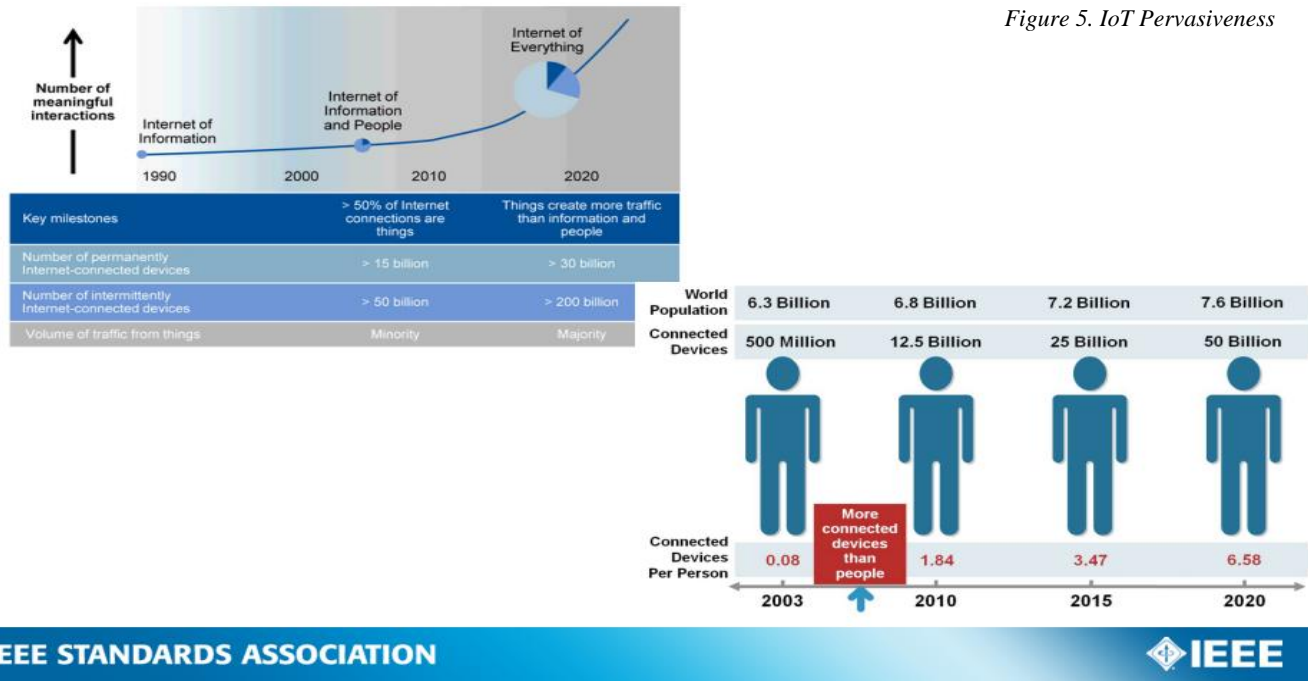 Figure 5. IoT Pervasiveness
Number of
meaningful
interactions
Internet of
Information
Internet of
Information
and People
Internet of
Everything
1990 2000 2010 2020
Key milestones
> 50% of Internet
connections are
things
Things create more traffic
than information and
people
Number of permanently
Internet-connected devices
> 15 billion
> 30 billion
Number of intermittently
Internet-connected devices
> 50 billion
> 200 billion
Volume of traffic from things
Minority
Majority
World
Population
6.3 Billion 6.8 Billion 7.2 Billion 7.6 Billion
Connected
Devices
500 Million 12.5 Billion 25 Billion 50 Billion
More
connected
devices
than
people
Connected
Devices
Per Person
0.08 1.84 3.47 6.58
2003 2010 2015 2020
EEE STANDARDS ASSOCIATION
IEEE